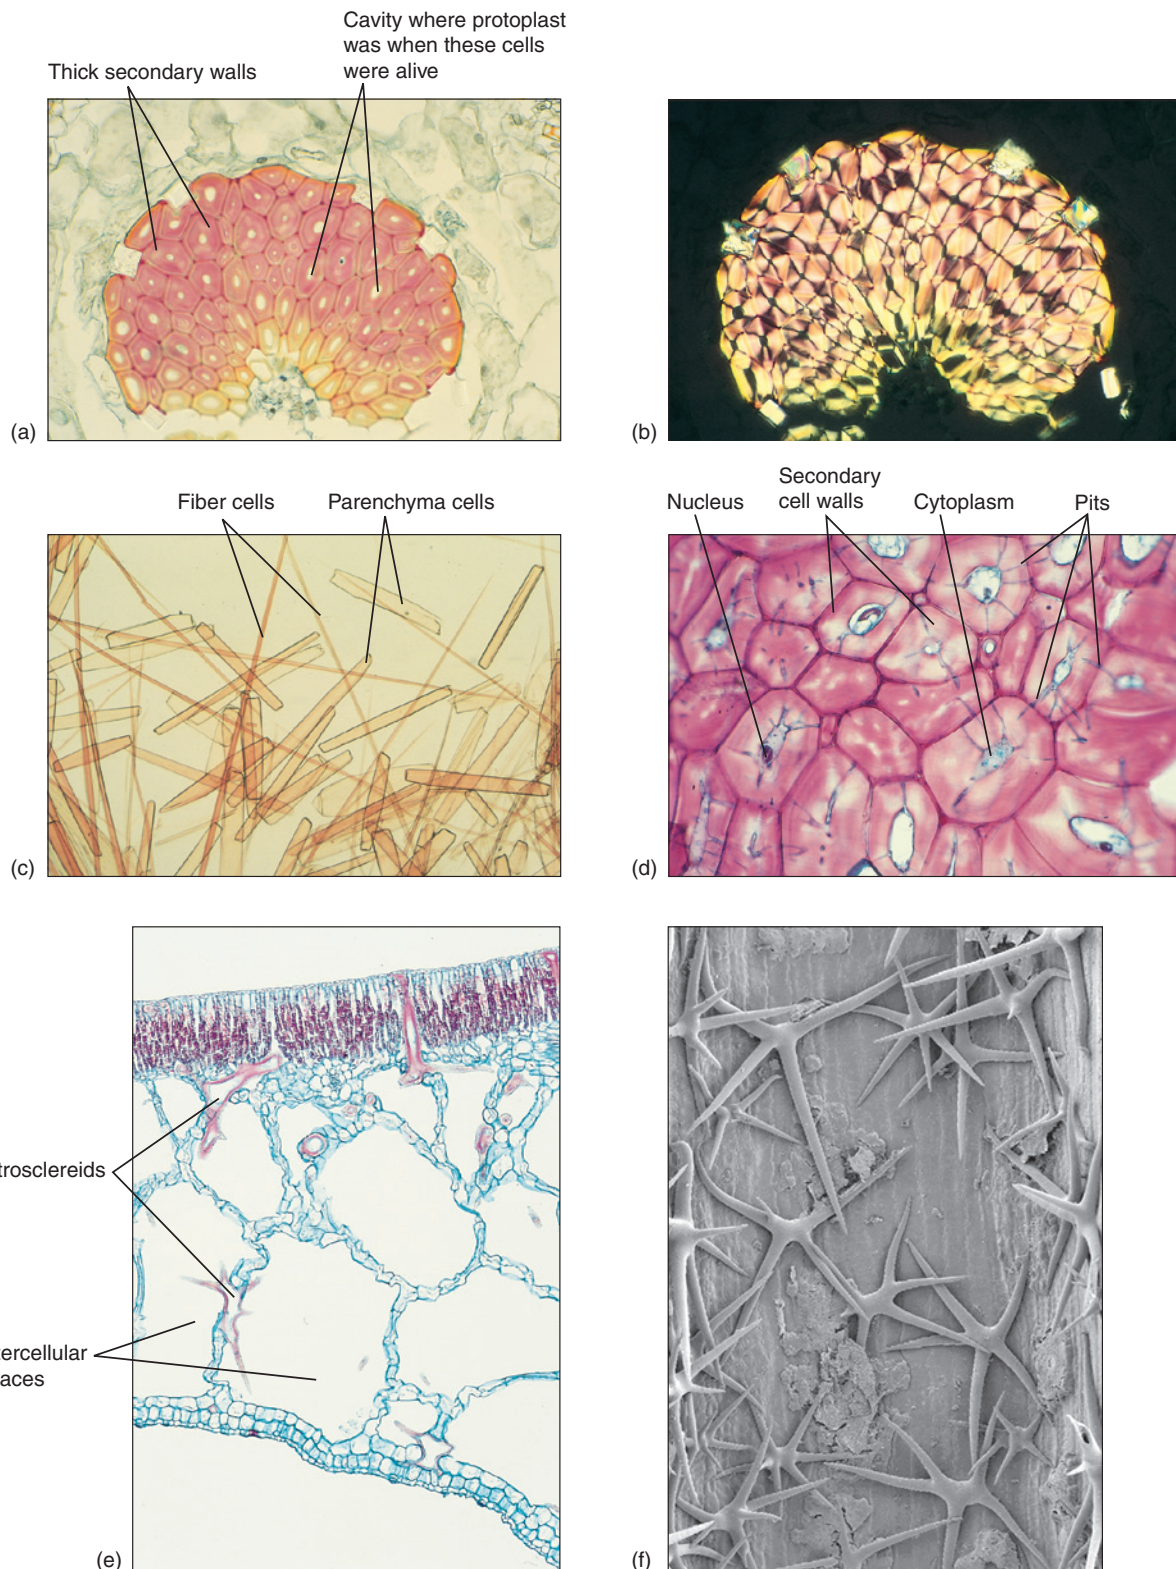 Cavity where protoplast
was when these cells
were alive
Thick secondary walls
(a)
(b)
Fiber cells
Parenchyma cells
Nucleus
Secondary
cell walls
Cytoplasm
Pits
(c)
(d)
trosclereids
tercellular
aces
(e)
(f)